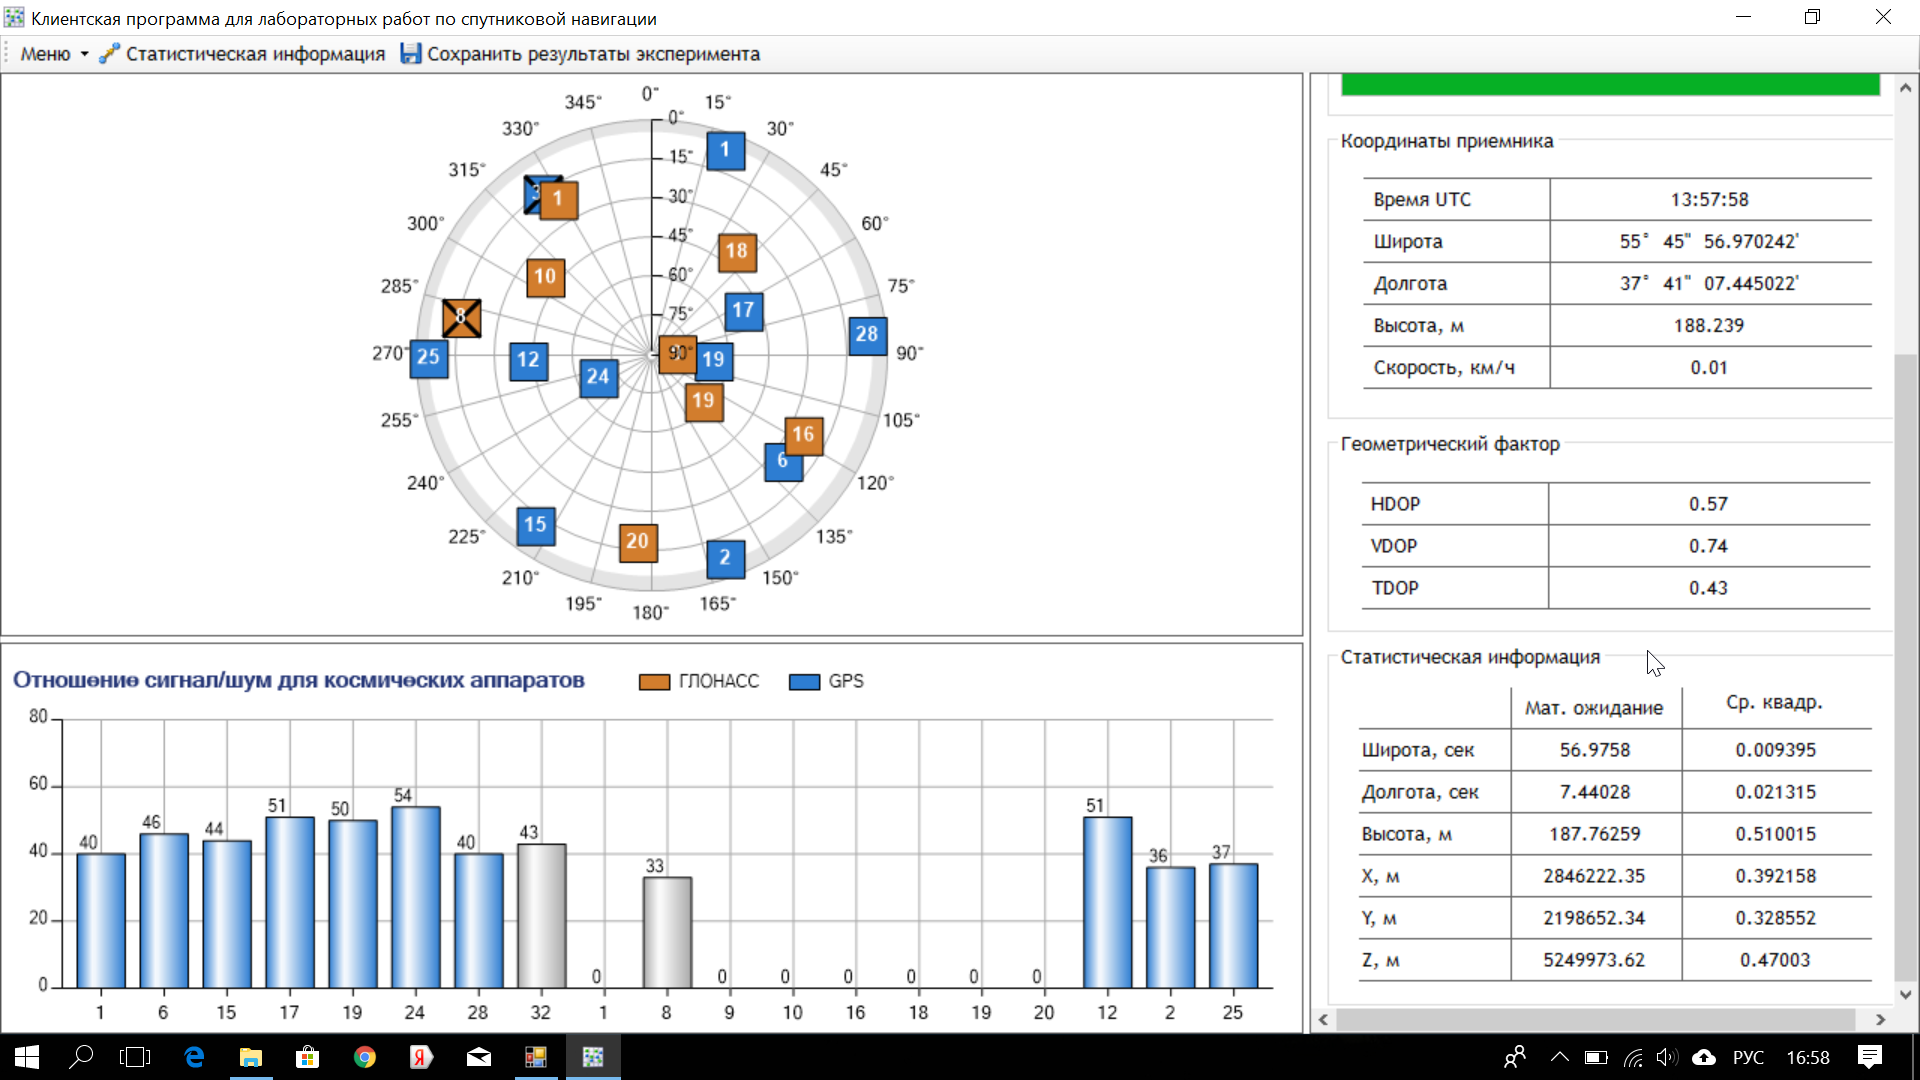 Клиентская программа для лабораторных работ по спутниковой навигации
Меню Статистическая информация Сохранить результаты эксперимента
0°
345° 15°
330° 30°
315° 45°
300° 60°
285° 75°
270° 90°
255° 105°
240° 120°
225° 135°
210° 150°
195° 165°
180°
0°
15°
30°
45°
60°
75°
90°
1
1
18
10
17
8
28
25
12
19
24
19
16
6
15
20
2
Отношение сигнал/шум для космических аппаратов
ГЛОНАСС GPS
80
60
40
20
0
40 46 44 51 50 54 40 43 0 33 0 0 0 0 0 0 51 36 37
1 6 15 17 19 24 28 32 1 8 9 10 16 18 19 20 12 2 25
Координаты приемника
Время UTC 13:57:58
Широта 55° 45" 56.970242'
Долгота 37° 41" 07.445022'
Высота, м 188.239
Скорость, км/ч 0.01
Геометрический фактор
HDOP 0.57
VDOP 0.74
TDOP 0.43
Статистическая информация
Мат. ожидание Ср. квадр.
Широта, сек 56.9758 0.009395
Долгота, сек 7.44028 0.021315
Высота, м 187.76259 0.510015
X, м 2846222.35 0.392158
Y, м 2198652.34 0.328552
Z, м 5249973.62 0.47003
РУС 16:58